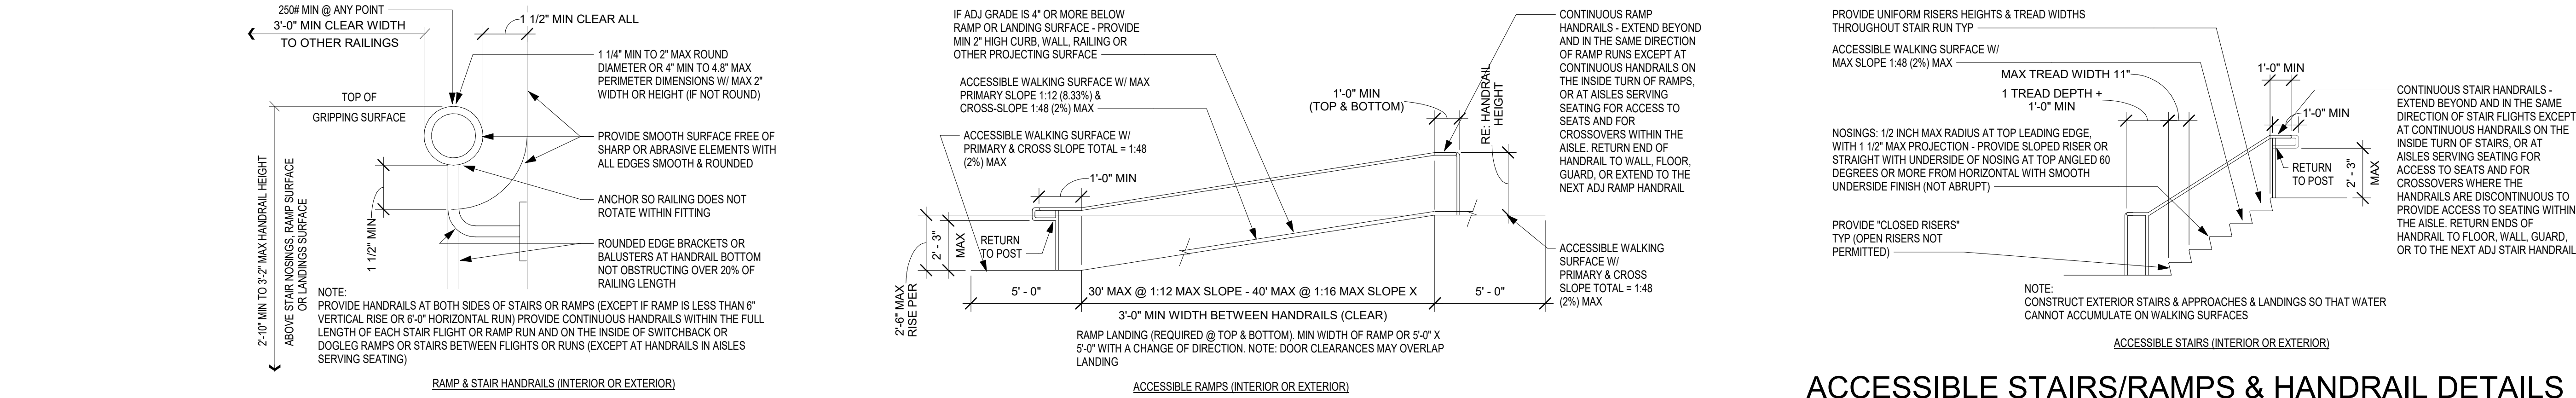 250# MIN @ ANY POINT
3'-0" MIN CLEAR WIDTH
TO OTHER RAILINGS
1 1/2" MIN CLEAR ALL
1 1/4" MIN TO 2" MAX ROUND
DIAMETER OR 4" MIN TO 4.8" MAX
PERIMETER DIMENSIONS W/ MAX 2"
WIDTH OR HEIGHT (IF NOT ROUND)
TOP OF
GRIPPING SURFACE
PROVIDE SMOOTH SURFACE FREE OF
SHARP OR ABRASIVE ELEMENTS WITH
ALL EDGES SMOOTH & ROUNDED
ANCHOR SO RAILING DOES NOT
ROTATE WITHIN FITTING
ROUNDED EDGE BRACKETS OR
BALUSTERS AT HANDRAIL BOTTOM
NOT OBSTRUCTING OVER 20% OF
RAILING LENGTH
1 1/2" MIN
2'-10" MIN TO 3'-2" MAX HANDRAIL HEIGHT
ABOVE STAIR NOSINGS, RAMP SURFACE
OR LANDINGS SURFACE
NOTE:
PROVIDE HANDRAILS AT BOTH SIDES OF STAIRS OR RAMPS (EXCEPT IF RAMP IS LESS THAN 6"
VERTICAL RISE OR 6'-0" HORIZONTAL RUN) PROVIDE CONTINUOUS HANDRAILS WITHIN THE FULL
LENGTH OF EACH STAIR FLIGHT OR RAMP RUN AND ON THE INSIDE OF SWITCHBACK OR
DOGLEG RAMPS OR STAIRS BETWEEN FLIGHTS OR RUNS (EXCEPT AT HANDRAILS IN AISLES
SERVING SEATING)
RAMP & STAIR HANDRAILS (INTERIOR OR EXTERIOR)
IF ADJ GRADE IS 4" OR MORE BELOW
RAMP OR LANDING SURFACE - PROVIDE
MIN 2" HIGH CURB, WALL, RAILING OR
OTHER PROJECTING SURFACE
ACCESSIBLE WALKING SURFACE W/ MAX
PRIMARY SLOPE 1:12 (8.33%) &
CROSS-SLOPE 1:48 (2%) MAX
ACCESSIBLE WALKING SURFACE W/
PRIMARY & CROSS SLOPE TOTAL = 1:48
(2%) MAX
1'-0" MIN
1'-0" MIN
(TOP & BOTTOM)
RE: HANDRAIL
HEIGHT
CONTINUOUS RAMP
HANDRAILS - EXTEND BEYOND
AND IN THE SAME DIRECTION
OF RAMP RUNS EXCEPT AT
CONTINUOUS HANDRAILS ON
THE INSIDE TURN OF RAMPS,
OR AT AISLES SERVING
SEATING FOR ACCESS TO
SEATS AND FOR
CROSSOVERS WITHIN THE
AISLE. RETURN END OF
HANDRAIL TO WALL, FLOOR,
GUARD, OR EXTEND TO THE
NEXT ADJ RAMP HANDRAIL
ACCESSIBLE WALKING
SURFACE W/
PRIMARY & CROSS
SLOPE TOTAL = 1:48
(2%) MAX
2'-6" MAX
RISE PER
2' - 3"
MAX
RETURN
TO POST
5' - 0"
30' MAX @ 1:12 MAX SLOPE - 40' MAX @ 1:16 MAX SLOPE X
5' - 0"
3'-0" MIN WIDTH BETWEEN HANDRAILS (CLEAR)
RAMP LANDING (REQUIRED @ TOP & BOTTOM). MIN WIDTH OF RAMP OR 5'-0" X
5'-0" WITH A CHANGE OF DIRECTION. NOTE: DOOR CLEARANCES MAY OVERLAP
LANDING
ACCESSIBLE RAMPS (INTERIOR OR EXTERIOR)
PROVIDE UNIFORM RISERS HEIGHTS & TREAD WIDTHS
THROUGHOUT STAIR RUN TYP
ACCESSIBLE WALKING SURFACE W/
MAX SLOPE 1:48 (2%) MAX
MAX TREAD WIDTH 11"
1 TREAD DEPTH +
1'-0" MIN
NOSINGS: 1/2 INCH MAX RADIUS AT TOP LEADING EDGE,
WITH 1 1/2" MAX PROJECTION - PROVIDE SLOPED RISER OR
STRAIGHT WITH UNDERSIDE OF NOSING AT TOP ANGLED 60
DEGREES OR MORE FROM HORIZONTAL WITH SMOOTH
UNDERSIDE FINISH (NOT ABRUPT)
PROVIDE "CLOSED RISERS"
TYP (OPEN RISERS NOT
PERMITTED)
1'-0" MIN
1'-0" MIN
RETURN
TO POST
2' - 3"
MAX
CONTINUOUS STAIR HANDRAILS -
EXTEND BEYOND AND IN THE SAME
DIRECTION OF STAIR FLIGHTS EXCEPT
AT CONTINUOUS HANDRAILS ON THE
INSIDE TURN OF STAIRS, OR AT
AISLES SERVING SEATING FOR
ACCESS TO SEATS AND FOR
CROSSOVERS WHERE THE
HANDRAILS ARE DISCONTINUOUS TO
PROVIDE ACCESS TO SEATING WITHIN
THE AISLE. RETURN ENDS OF
HANDRAIL TO FLOOR, WALL, GUARD,
OR TO THE NEXT ADJ STAIR HANDRAIL
NOTE:
CONSTRUCT EXTERIOR STAIRS & APPROACHES & LANDINGS SO THAT WATER
CANNOT ACCUMULATE ON WALKING SURFACES
ACCESSIBLE STAIRS (INTERIOR OR EXTERIOR)
ACCESSIBLE STAIRS/RAMPS & HANDRAIL DETAILS